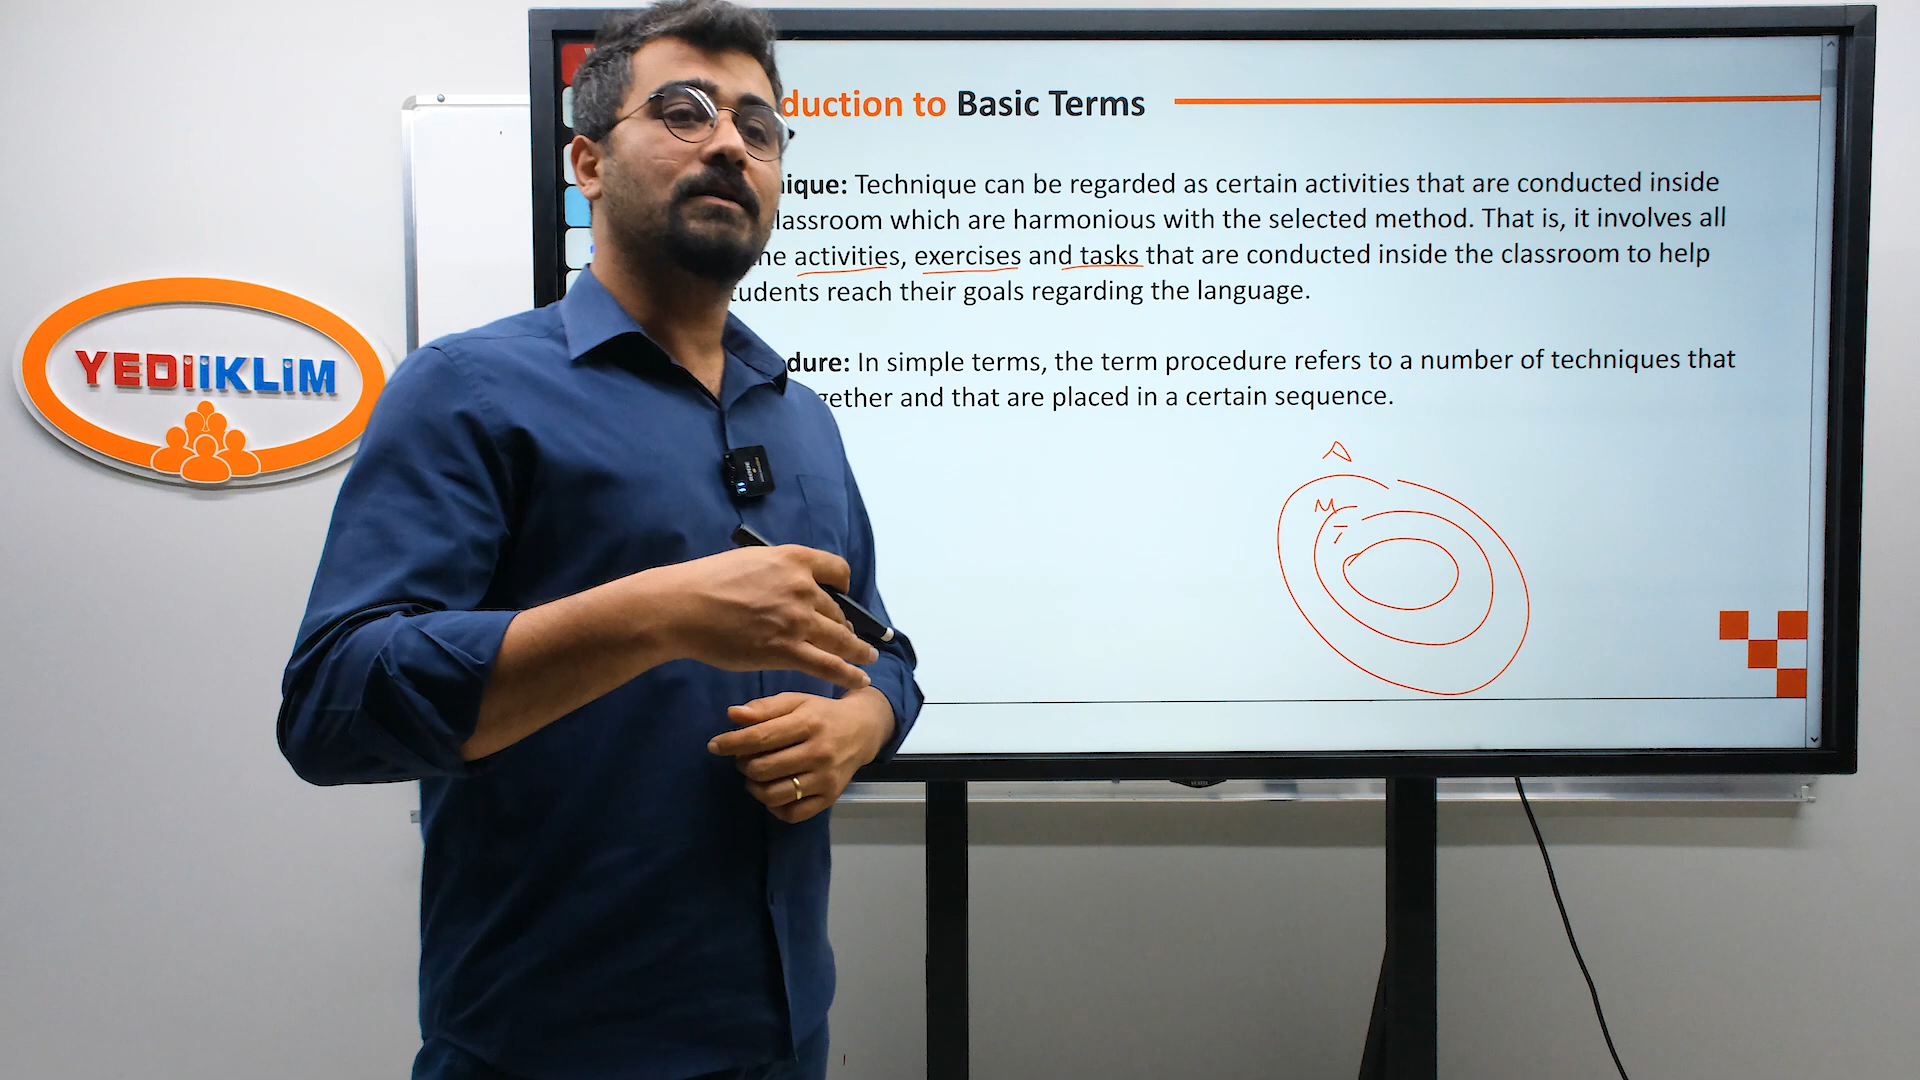 duction to Basic Terms
ique: Technique can be regarded as certain activities that are conducted inside
lassroom which are harmonious with the selected method. That is, it involves all
he activities, exercises and tasks that are conducted inside the classroom to help
tudents reach their goals regarding the language.
dure: In simple terms, the term procedure refers to a number of techniques that
gether and that are placed in a certain sequence.
A
M
YEDİİKLİM